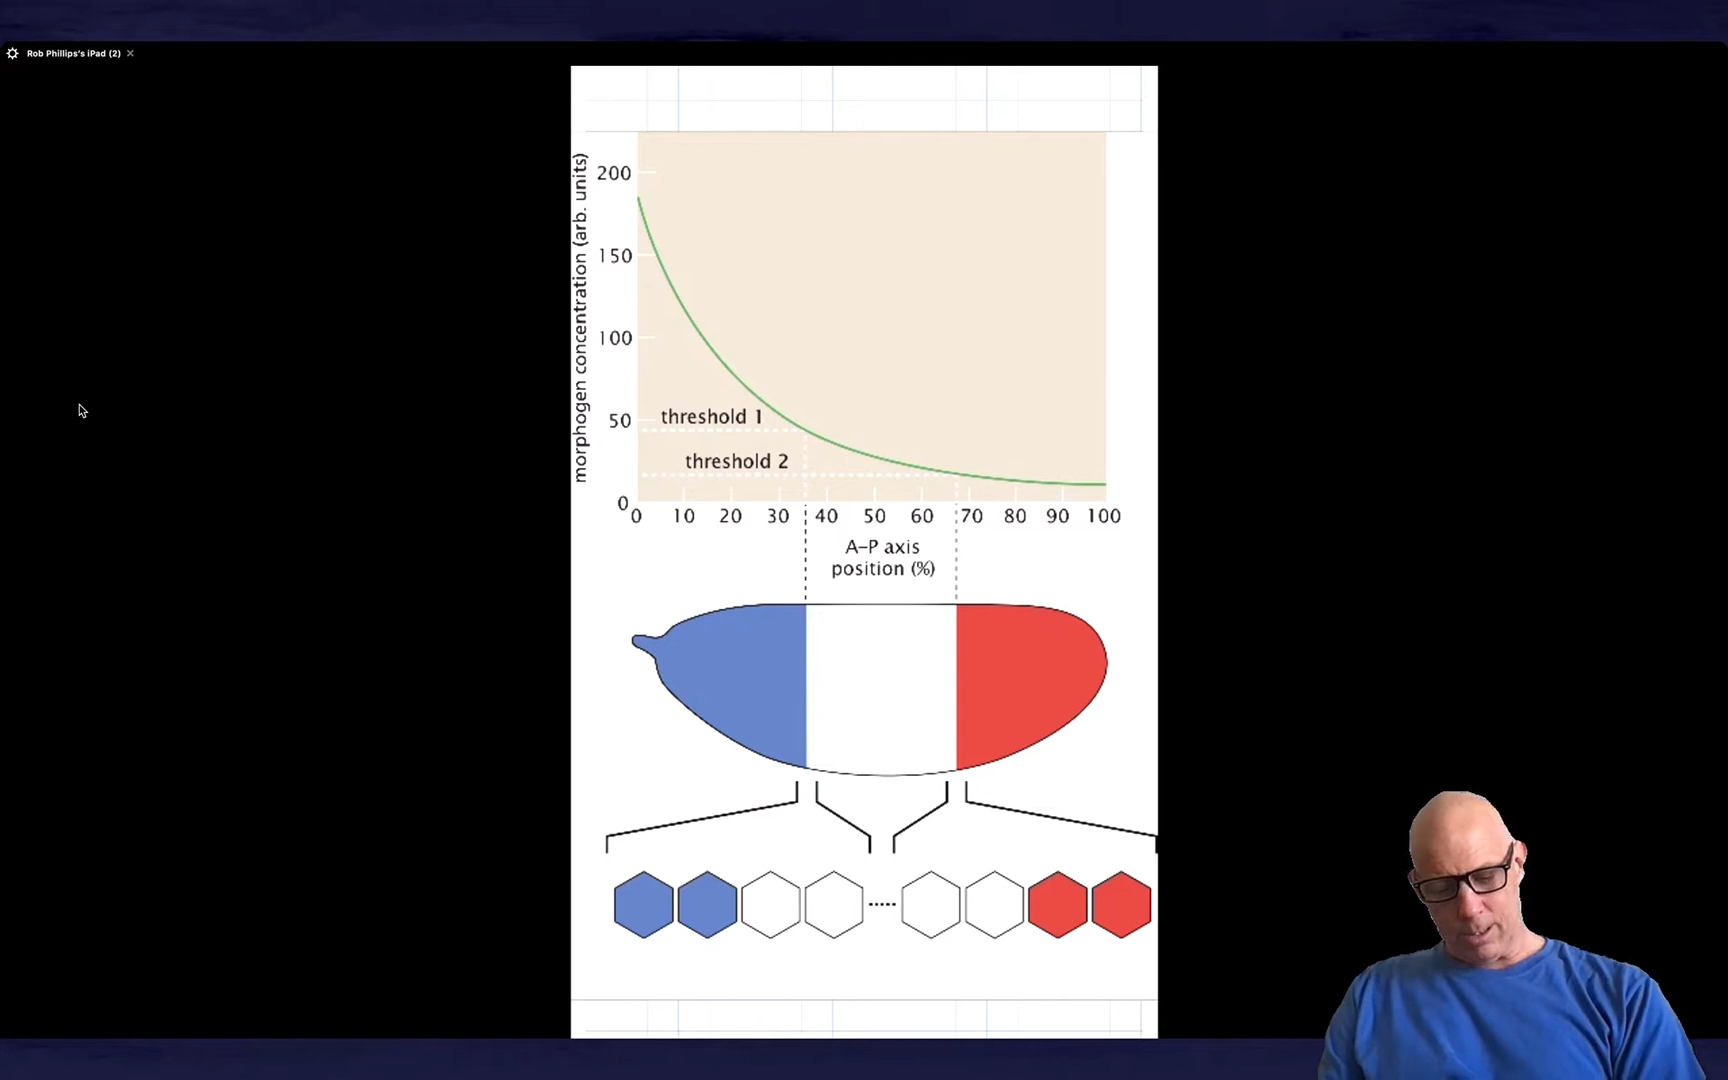 Rob Phillips's iPad (2) ×
morphogen concentration (arb. units)
200
150
100
50
0
threshold 1
threshold 2
0 10 20 30 40 50 60 70 80 90 100
A–P axis
position (%)